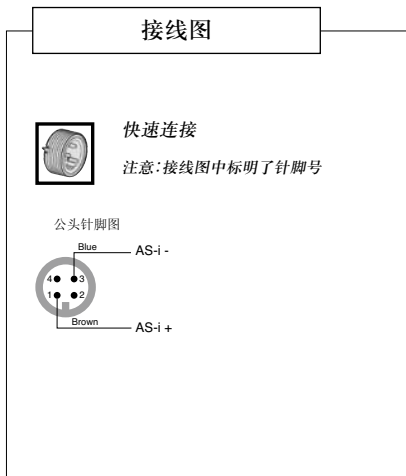 接线图
快速连接
注意:接线图中标明了针脚号
公头针脚图
Blue
AS-i -
4 3
1 2
Brown
AS-i +